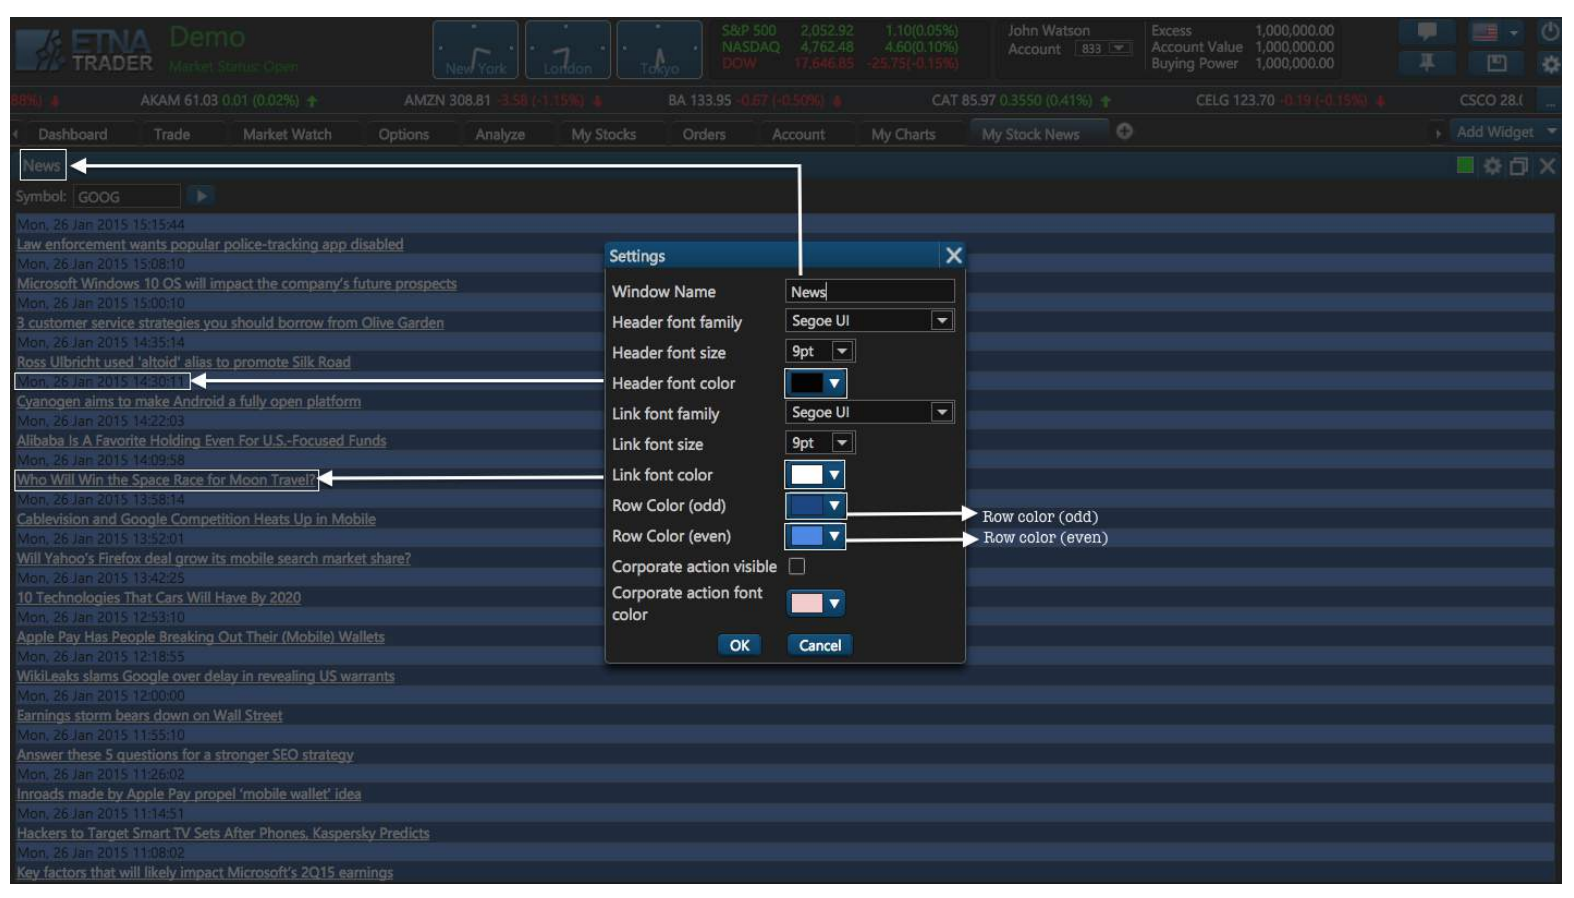 ETNA TRADER
Demo
Market Status: Open
New York London Tokyo
S&P 500 2,052.92 1.10(0.05%)
NASDAQ 4,762.48 4.60(0.10%)
DOW 17,646.85 -25.75(-0.15%)
John Watson
Account 833
Excess 1,000,000.00
Account Value 1,000,000.00
Buying Power 1,000,000.00
AKAM 61.03 0.01 (0.02%) AMZN 308.81 -3.58 (-1.15%) BA 133.95 -0.67 (-0.50%) CAT 85.97 0.3550 (0.41%) CELG 123.70 -0.19 (-0.15%) CSCO 28.( ...
Dashboard Trade Market Watch Options Analyze My Stocks Orders Account My Charts My Stock News Add Widget
News
Symbol: GOOG
Mon, 26 Jan 2015 15:15:44
Law enforcement wants popular police-tracking app disabled
Mon, 26 Jan 2015 15:08:10
Microsoft Windows 10 OS will impact the company's future prospects
Mon, 26 Jan 2015 15:00:10
3 customer service strategies you should borrow from Olive Garden
Mon, 26 Jan 2015 14:35:14
Ross Ulbricht used 'altoid' alias to promote Silk Road
Mon, 26 Jan 2015 14:30:11
Cyanogen aims to make Android a fully open platform
Mon, 26 Jan 2015 14:22:03
Alibaba Is A Favorite Holding Even For U.S.-Focused Funds
Mon, 26 Jan 2015 14:09:58
Who Will Win the Space Race for Moon Travel?
Mon, 26 Jan 2015 13:58:14
Cablevision and Google Competition Heats Up in Mobile
Mon, 26 Jan 2015 13:52:01
Will Yahoo's Firefox deal grow its mobile search market share?
Mon, 26 Jan 2015 13:42:25
10 Technologies That Cars Will Have By 2020
Mon, 26 Jan 2015 12:53:10
Apple Pay Has People Breaking Out Their (Mobile) Wallets
Mon, 26 Jan 2015 12:18:55
WikiLeaks slams Google over delay in revealing US warrants
Mon, 26 Jan 2015 12:00:00
Earnings storm bears down on Wall Street
Mon, 26 Jan 2015 11:55:10
Answer these 5 questions for a stronger SEO strategy
Mon, 26 Jan 2015 11:26:02
Inroads made by Apple Pay propel 'mobile wallet' idea
Mon, 26 Jan 2015 11:14:51
Hackers to Target Smart TV Sets After Phones, Kaspersky Predicts
Mon, 26 Jan 2015 11:08:02
Key factors that will likely impact Microsoft's 2Q15 earnings
Settings
Window Name News
Header font family Segoe UI
Header font size 9pt
Header font color
Link font family Segoe UI
Link font size 9pt
Link font color
Row Color (odd)
Row Color (even)
Corporate action visible
Corporate action font
color
OK Cancel
Row color (odd)
Row color (even)